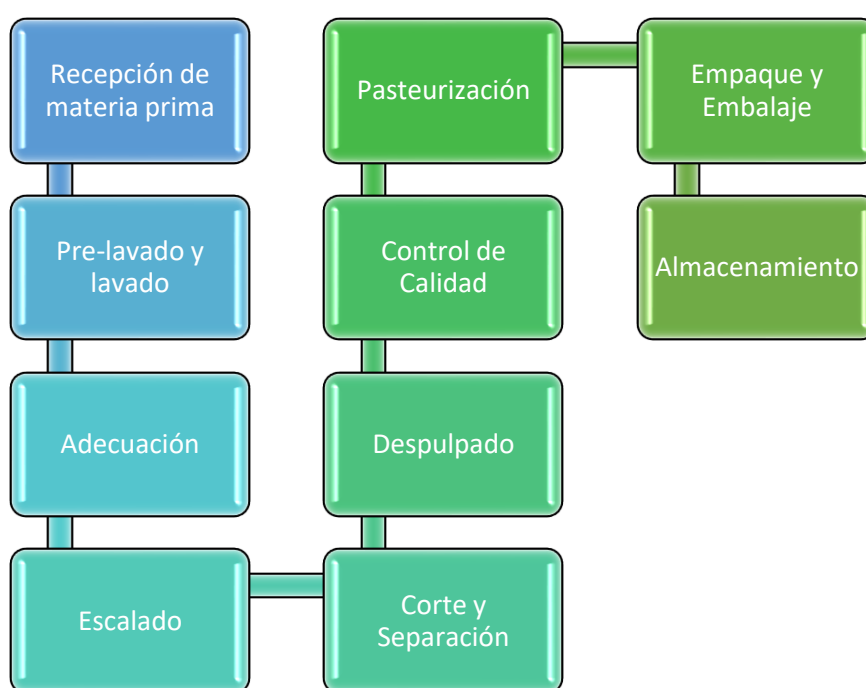 Recepción de
materia prima
Pre-lavado y
lavado
Adecuación
Escalado
Corte y
Separación
Despulpado
Control de
Calidad
Pasteurización
Empaque y
Embalaje
Almacenamiento